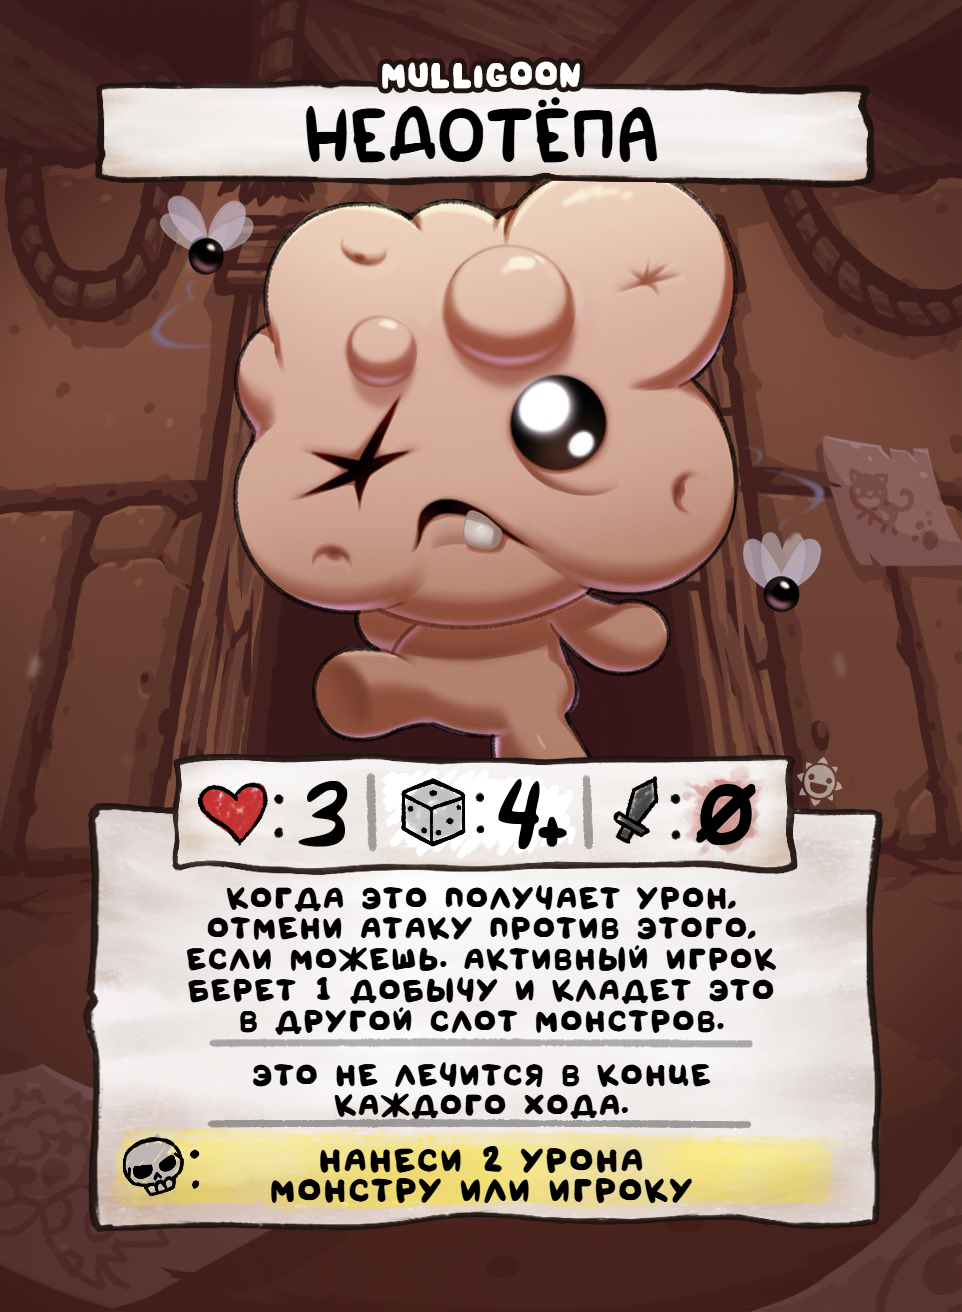 MULLIGOON
НЕДОТЁПА
: 3
: 4+
: 0
КОГДА ЭТО ПОЛУЧАЕТ УРОН,
ОТМЕНИ АТАКУ ПРОТИВ ЭТОГО,
ЕСЛИ МОЖЕШЬ. АКТИВНЫЙ ИГРОК
БЕРЕТ 1 ДОБЫЧУ И КЛАДЕТ ЭТО
В ДРУГОЙ СЛОТ МОНСТРОВ.
ЭТО НЕ ЛЕЧИТСЯ В КОНЦЕ
КАЖДОГО ХОДА.
: НАНЕСИ 2 УРОНА
МОНСТРУ ИЛИ ИГРОКУ